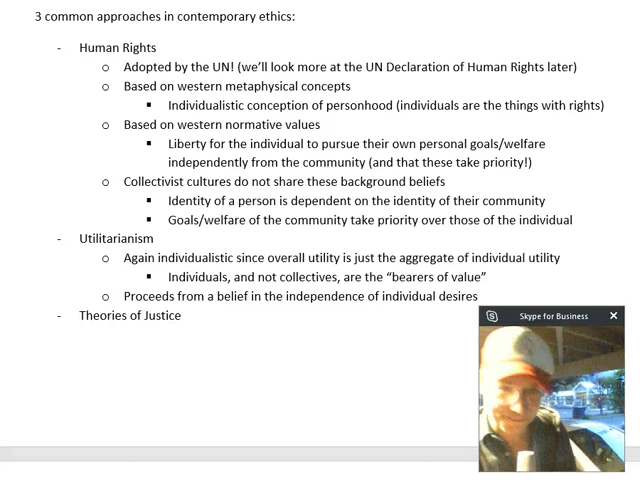 3 common approaches in contemporary ethics:
- Human Rights
o Adopted by the UN! (we'll look more at the UN Declaration of Human Rights later)
o Based on western metaphysical concepts
▪ Individualistic conception of personhood (individuals are the things with rights)
o Based on western normative values
▪ Liberty for the individual to pursue their own personal goals/welfare
independently from the community (and that these take priority!)
o Collectivist cultures do not share these background beliefs
▪ Identity of a person is dependent on the identity of their community
▪ Goals/welfare of the community take priority over those of the individual
- Utilitarianism
o Again individualistic since overall utility is just the aggregate of individual utility
▪ Individuals, and not collectives, are the “bearers of value”
o Proceeds from a belief in the independence of individual desires
- Theories of Justice
Skype for Business